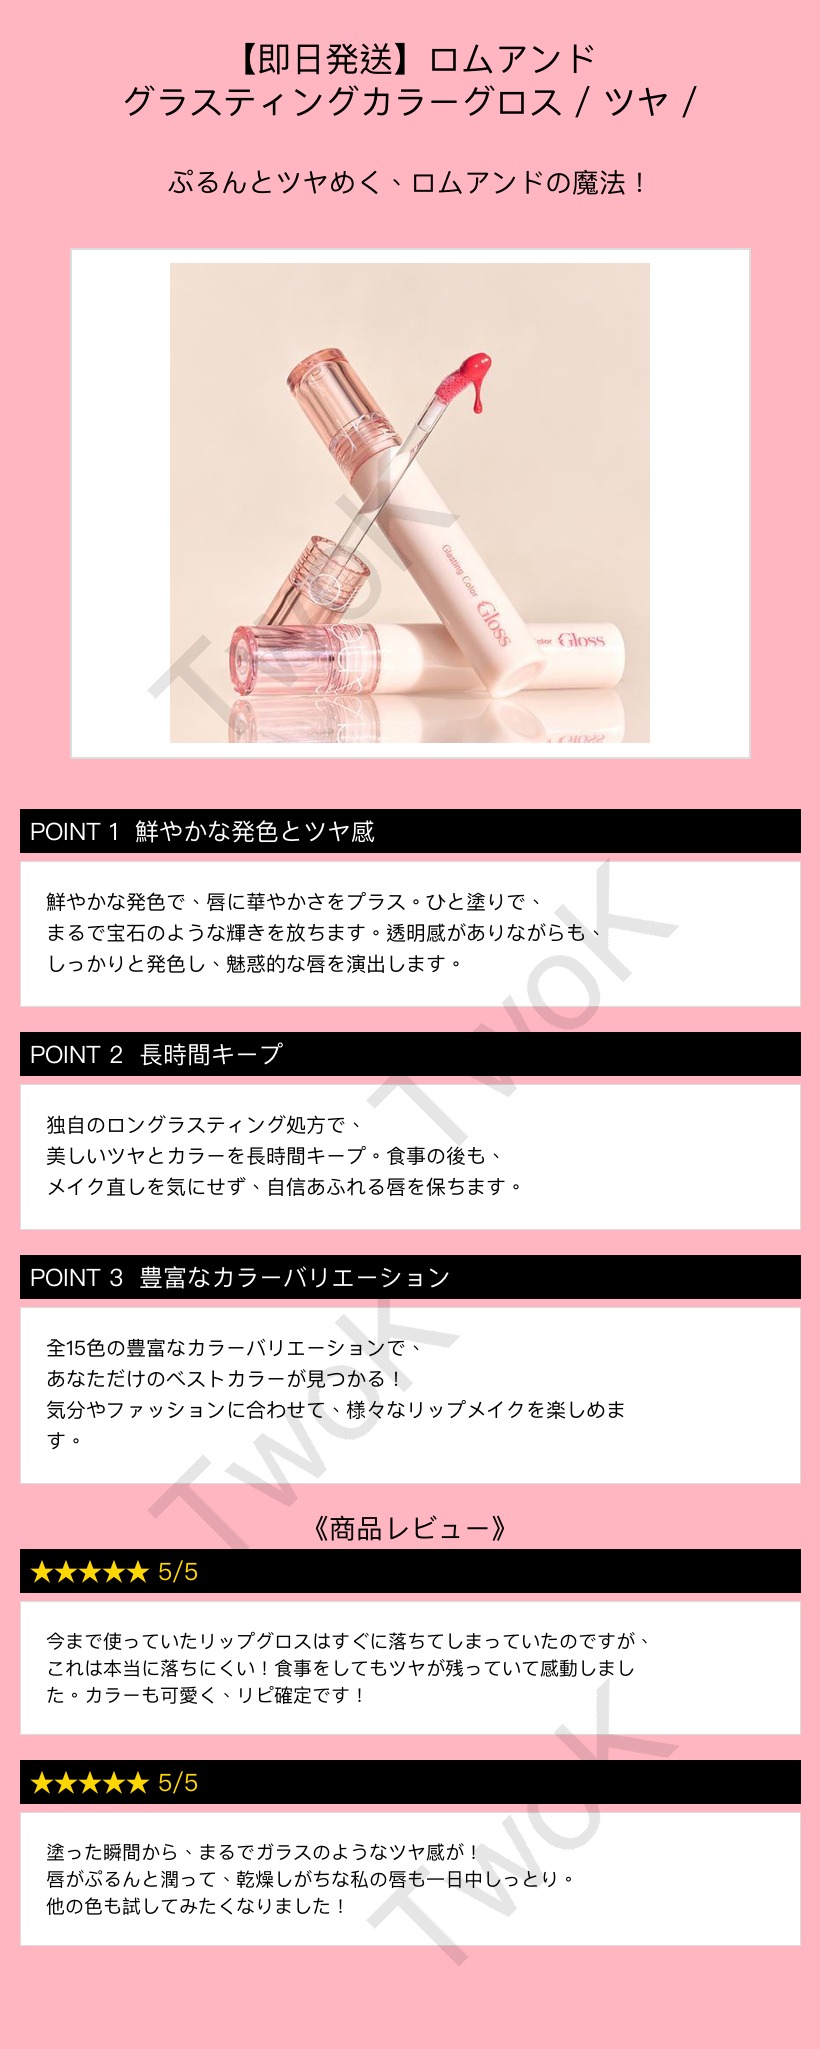 【即日発送】ロムアンド
グラスティングカラーグロス / ツヤ /
ぷるんとツヤめく、ロムアンドの魔法！
Glasting Color Gloss
olor Gloss
TwoK
POINT 1 鮮やかな発色とツヤ感
鮮やかな発色で、唇に華やかさをプラス。ひと塗りで、
まるで宝石のような輝きを放ちます。透明感がありながらも、
しっかりと発色し、魅惑的な唇を演出します。
TwoK
POINT 2 長時間キープ
独自のロングラスティング処方で、
美しいツヤとカラーを長時間キープ。食事の後も、
メイク直しを気にせず、自信あふれる唇を保ちます。
POINT 3 豊富なカラーバリエーション
全15色の豊富なカラーバリエーションで、
あなただけのベストカラーが見つかる！
気分やファッションに合わせて、様々なリップメイクを楽しめま
す。
TwoK
《商品レビュー》
★★★★★ 5/5
今まで使っていたリップグロスはすぐに落ちてしまっていたのですが、
これは本当に落ちにくい！食事をしてもツヤが残っていて感動しまし
た。カラーも可愛く、リピ確定です！
★★★★★ 5/5
塗った瞬間から、まるでガラスのようなツヤ感が！
唇がぷるんと潤って、乾燥しがちな私の唇も一日中しっとり。
他の色も試してみたくなりました！
TwoK